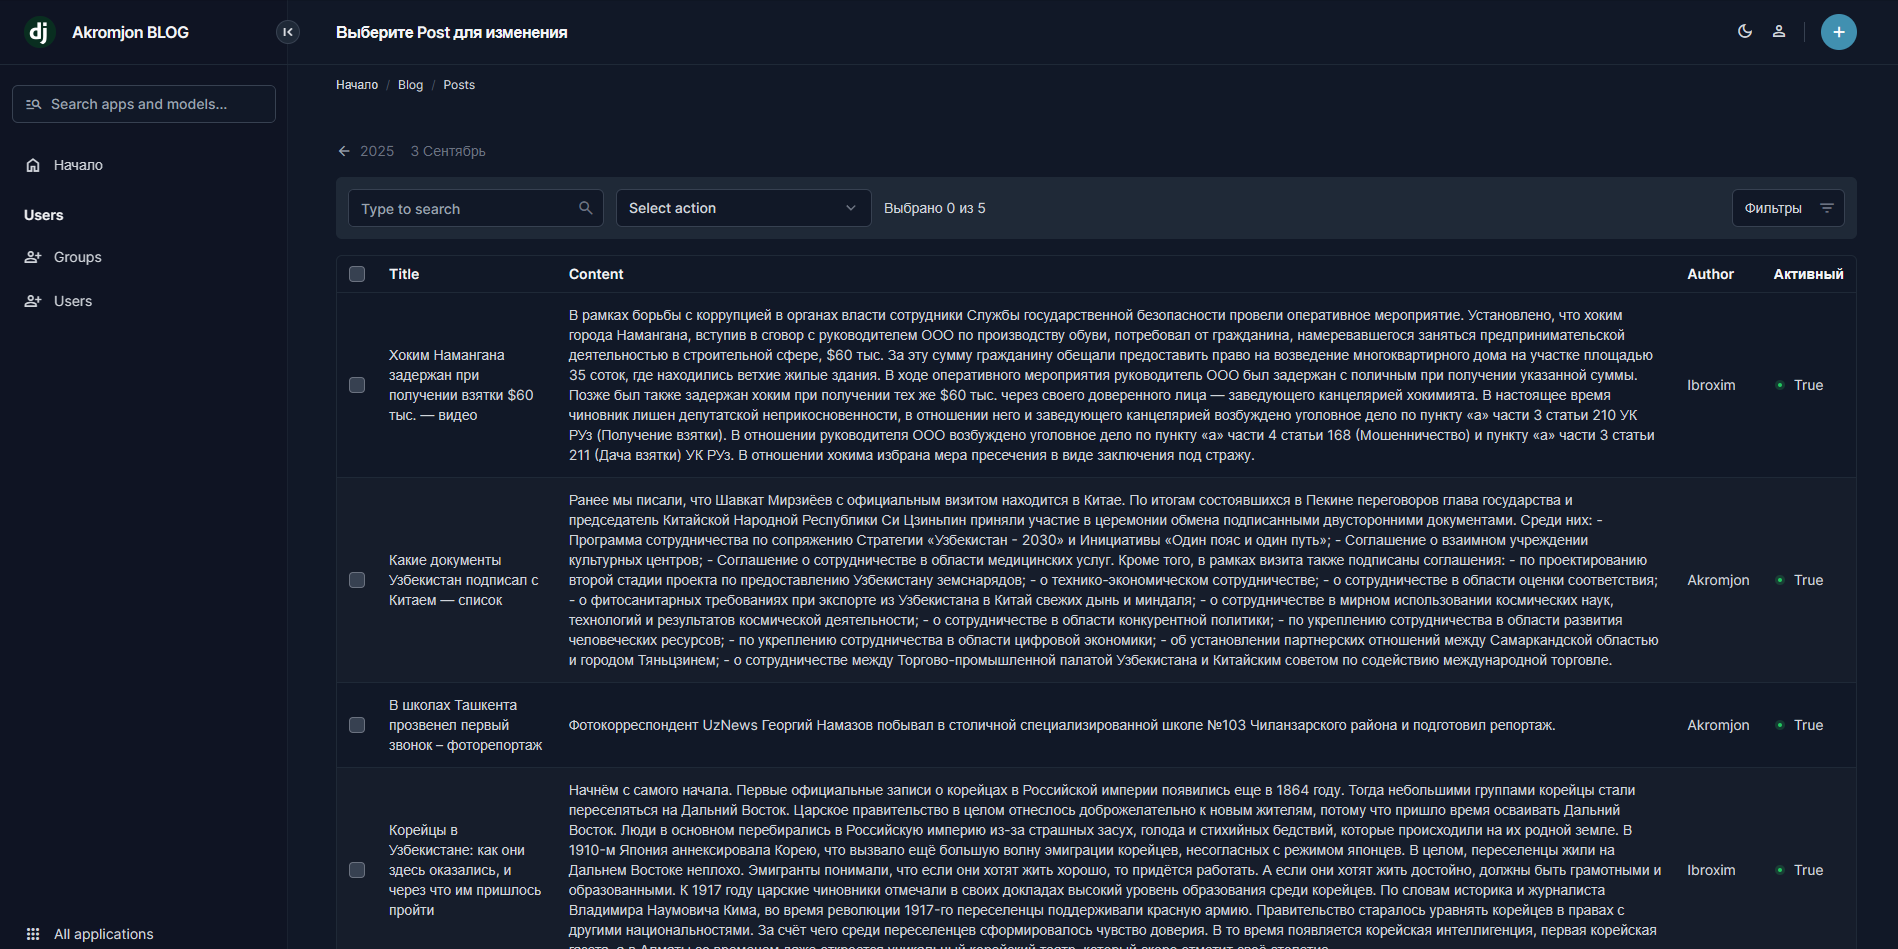 dj
Akromjon BLOG
Выберите Post для изменения
Search apps and models...
Начало
Users
Groups
Users
All applications
Начало / Blog / Posts
2025 3 Сентябрь
Type to search
Select action
Выбрано 0 из 5
Фильтры
Title Content Author Активный
Хоким Намангана
задержан при
получении взятки $60
тыс. — видео
В рамках борьбы с коррупцией в органах власти сотрудники Службы государственной безопасности провели оперативное мероприятие. Установлено, что хоким
города Намангана, вступив в сговор с руководителем ООО по производству обуви, потребовал от гражданина, намеревавшегося заняться предпринимательской
деятельностью в строительной сфере, $60 тыс. За эту сумму гражданину обещали предоставить право на возведение многоквартирного дома на участке площадью
35 соток, где находились ветхие жилые здания. В ходе оперативного мероприятия руководитель ООО был задержан с поличным при получении указанной суммы.
Позже был также задержан хоким при получении тех же $60 тыс. через своего доверенного лица — заведующего канцелярией хокимията. В настоящее время
чиновник лишен депутатской неприкосновенности, в отношении него и заведующего канцелярией возбуждено уголовное дело по пункту «а» части 3 статьи 210 УК
РУз (Получение взятки). В отношении руководителя ООО возбуждено уголовное дело по пункту «а» части 4 статьи 168 (Мошенничество) и пункту «а» части 3 статьи
211 (Дача взятки) УК РУз. В отношении хокима избрана мера пресечения в виде заключения под стражу.
Ibroxim
True
Какие документы
Узбекистан подписал с
Китаем — список
Ранее мы писали, что Шавкат Мирзиёев с официальным визитом находится в Китае. По итогам состоявшихся в Пекине переговоров глава государства и
председатель Китайской Народной Республики Си Цзиньпин приняли участие в церемонии обмена подписанными двусторонними документами. Среди них: -
Программа сотрудничества по сопряжению Стратегии «Узбекистан - 2030» и Инициативы «Один пояс и один путь»; - Соглашение о взаимном учреждении
культурных центров; - Соглашение о сотрудничестве в области медицинских услуг. Кроме того, в рамках визита также подписаны соглашения: - по проектированию
второй стадии проекта по предоставлению Узбекистану земснарядов; - о технико-экономическом сотрудничестве; - о сотрудничестве в области оценки соответствия;
- о фитосанитарных требованиях при экспорте из Узбекистана в Китай свежих дынь и миндаля; - о сотрудничестве в мирном использовании космических наук,
технологий и результатов космической деятельности; - о сотрудничестве в области конкурентной политики; - по укреплению сотрудничества в области развития
человеческих ресурсов; - по укреплению сотрудничества в области цифровой экономики; - об установлении партнерских отношений между Самаркандской областью
и городом Тяньцзинем; - о сотрудничестве между Торгово-промышленной палатой Узбекистана и Китайским советом по содействию международной торговле.
Akromjon
True
В школах Ташкента
прозвенел первый
звонок – фоторепортаж
Фотокорреспондент UzNews Георгий Намазов побывал в столичной специализированной школе №103 Чиланзарского района и подготовил репортаж.
Akromjon
True
Корейцы в
Узбекистане: как они
здесь оказались, и
через что им пришлось
пройти
Начнём с самого начала. Первые официальные записи о корейцах в Российской империи появились еще в 1864 году. Тогда небольшими группами корейцы стали
переселяться на Дальний Восток. Царское правительство в целом отнеслось доброжелательно к новым жителям, потому что пришло время осваивать Дальний
Восток. Люди в основном перебирались в Российскую империю из-за страшных засух, голода и стихийных бедствий, которые происходили на их родной земле. В
1910-м Япония аннексировала Корею, что вызвало ещё большую волну эмиграции корейцев, несогласных с режимом японцев. В целом, переселенцы жили на
Дальнем Востоке неплохо. Эмигранты понимали, что если они хотят жить хорошо, то придётся работать. А если они хотят жить достойно, должны быть грамотными и
образованными. К 1917 году царские чиновники отмечали в своих докладах высокий уровень образования среди корейцев. По словам историка и журналиста
Владимира Наумовича Кима, во время революции 1917-го переселенцы поддерживали красную армию. Правительство старалось уравнять корейцев в правах с
другими национальностями. За счёт чего среди переселенцев сформировалось чувство доверия. В то время появляется корейская интеллигенция, первая корейская
Ibroxim
True